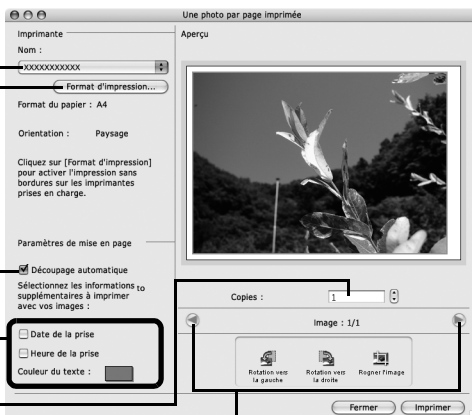 Une photo par page imprimée
Imprimante
Nom :
XXXXXXXXXXX
Format d'impression...
Format du papier : A4
Orientation : Paysage
Cliquez sur [Format d'impression]
pour activer l'impression sans
bordures sur les imprimantes
prises en charge.
Paramètres de mise en page
Découpage automatique
Sélectionnez les informations to
supplémentaires à imprimer
avec vos images :
Date de la prise
Heure de la prise
Couleur du texte :
Aperçu
Copies : 1
Image : 1/1
Rotation vers
la gauche
Rotation vers
la droite
Rogner l'image
Fermer
Imprimer